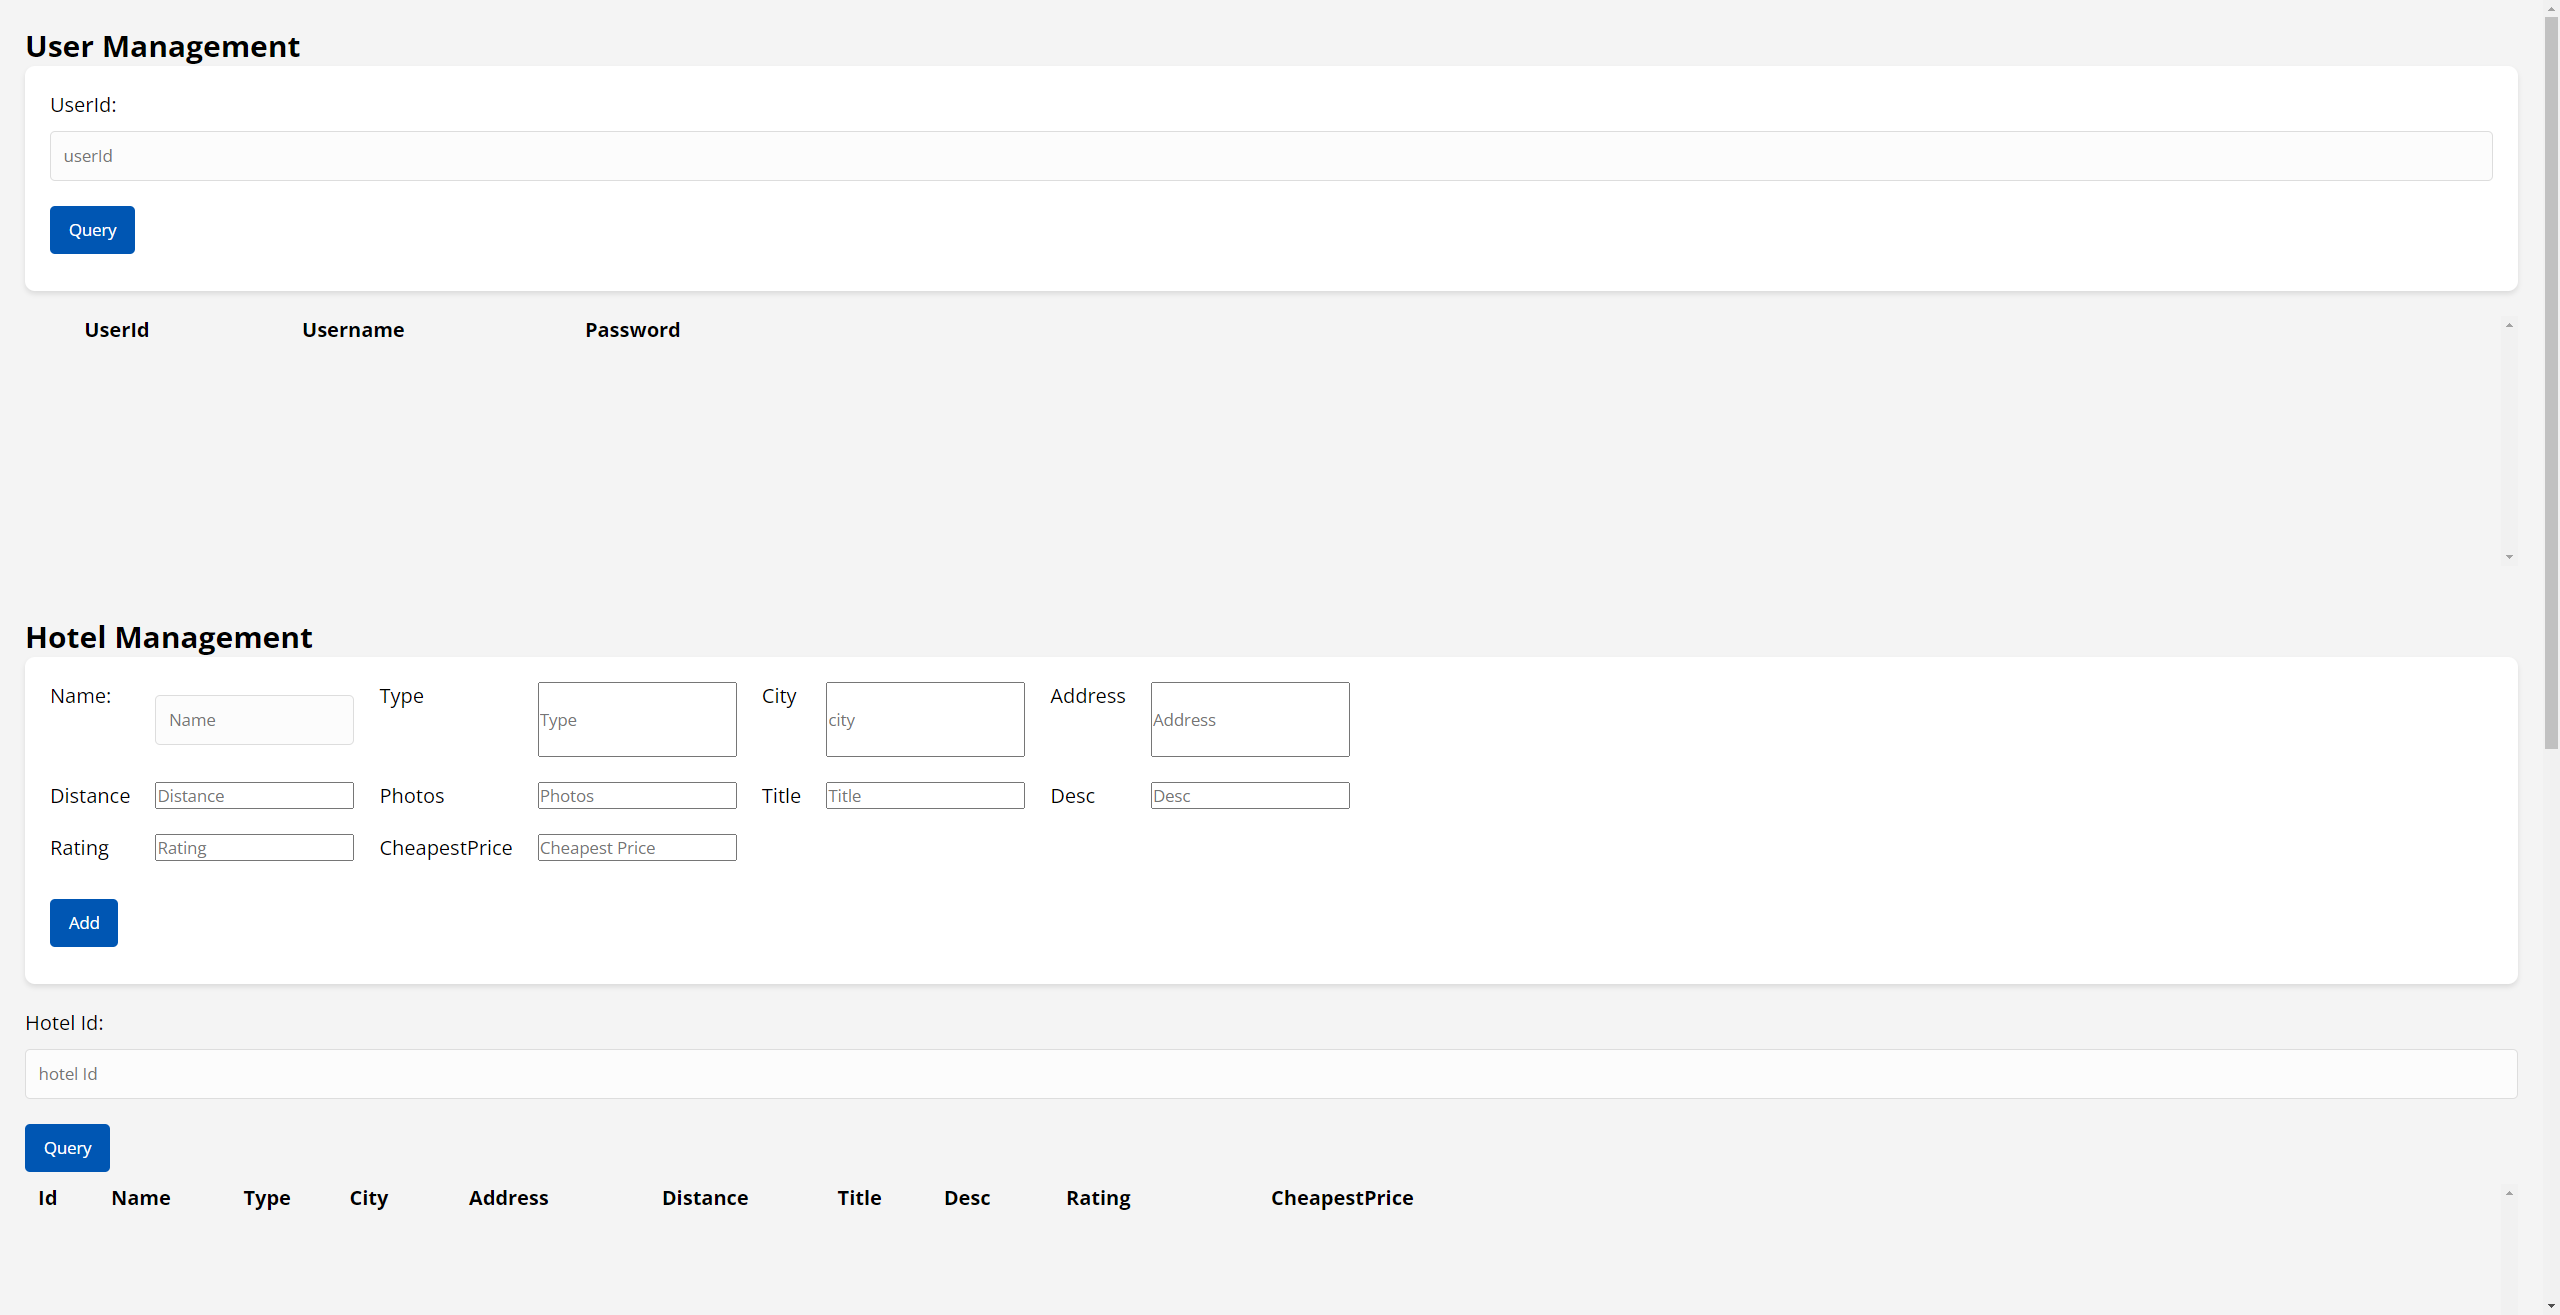 User Management
UserId:
userId
Query
UserId Username Password
Hotel Management
Name: Name Type Type City city Address Address
Distance Distance Photos Photos Title Title Desc Desc
Rating Rating CheapestPrice Cheapest Price
Add
Hotel Id:
hotel Id
Query
Id Name Type City Address Distance Title Desc Rating CheapestPrice